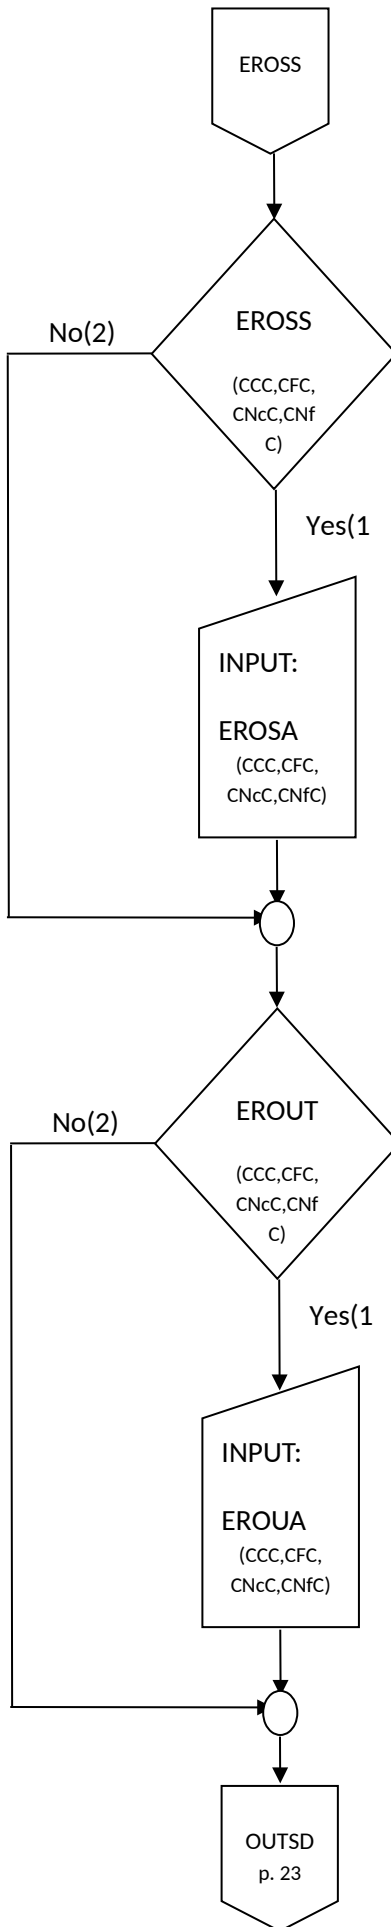 EROSS
EROSS
No(2)
(CCC,CFC,
CNcC,CNf
C)
Yes(1
INPUT:
EROSA
(CCC,CFC,
CNcC,CNfC)
EROUT
No(2)
(CCC,CFC,
CNcC,CNf
C)
Yes(1
INPUT:
EROUA
(CCC,CFC,
CNcC,CNfC)
OUTSD
p. 23